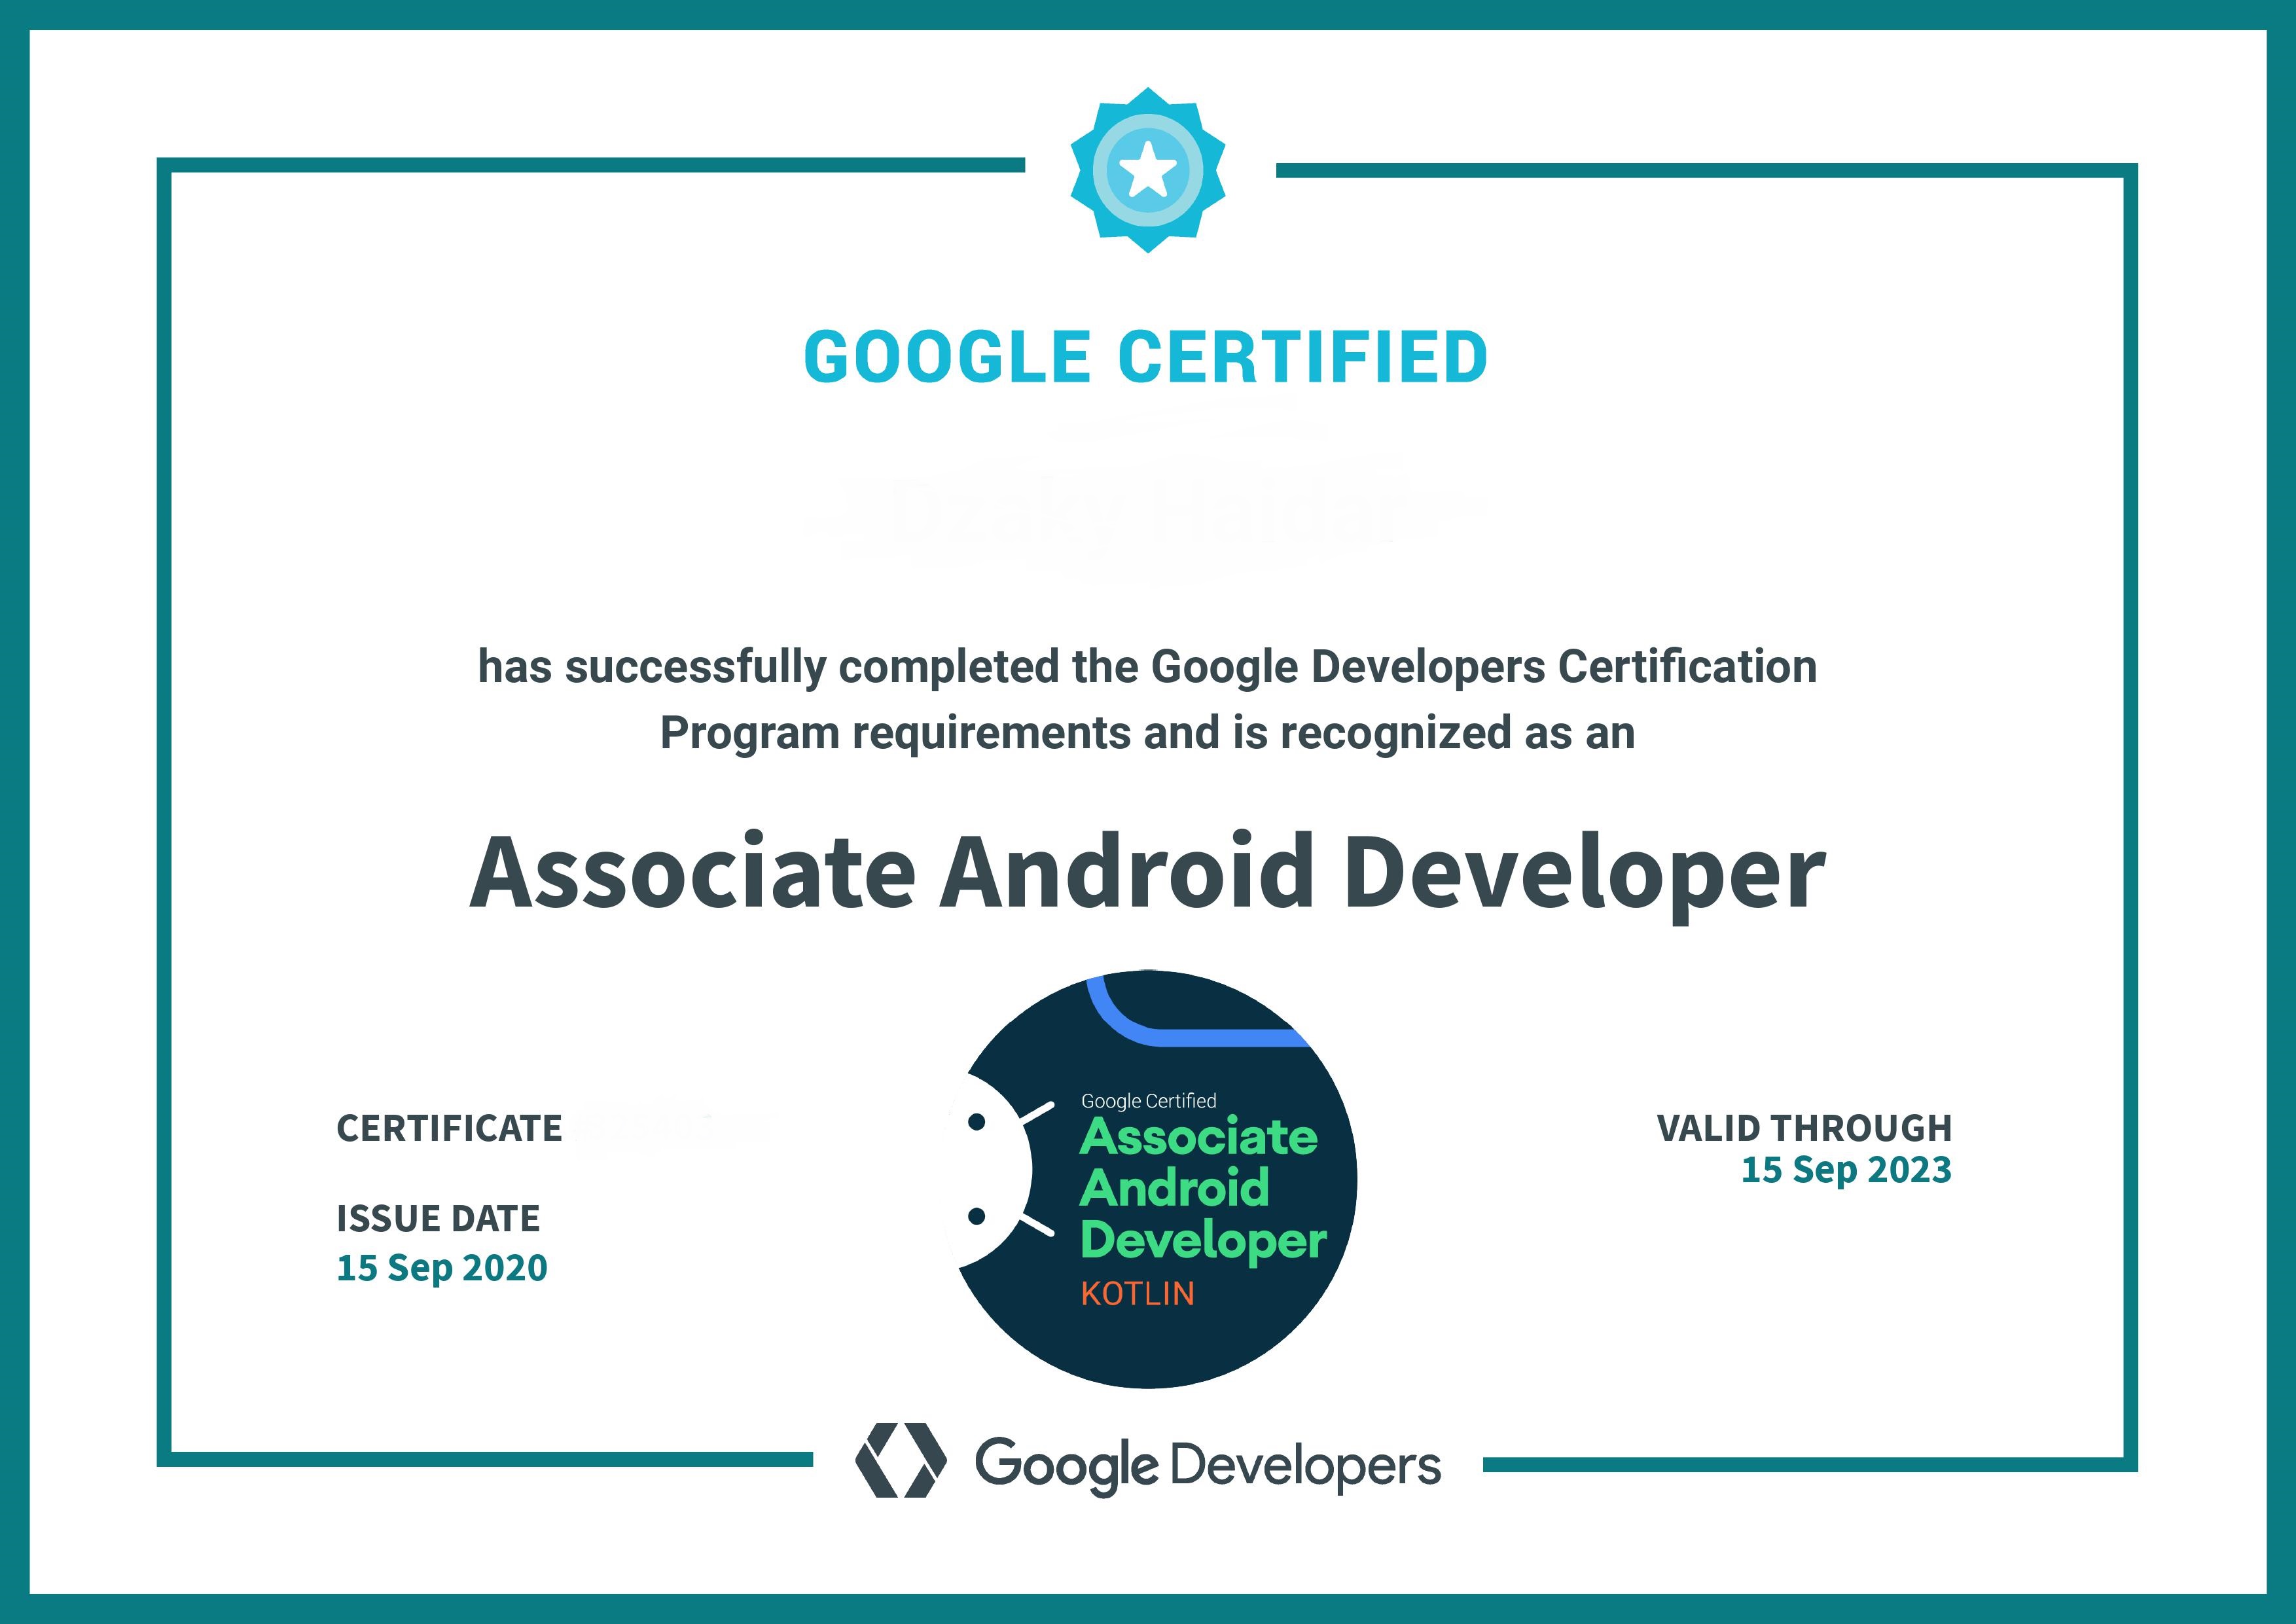 GOOGLE CERTIFIED
has successfully completed the Google Developers Certification
Program requirements and is recognized as an
Associate Android Developer
CERTIFICATE
ISSUE DATE
15 Sep 2020
Google Certified
Associate
Android
Developer
KOTLIN
VALID THROUGH
15 Sep 2023
Google Developers